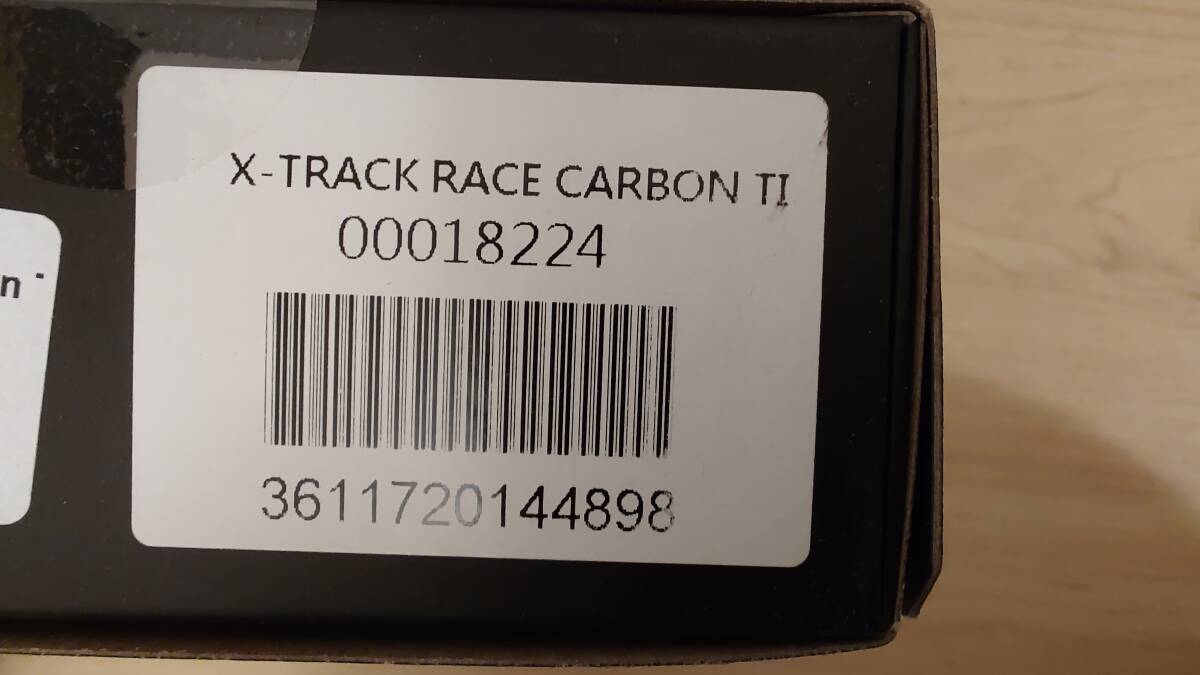 X-TRACK RACE CARBON TI
00018224
3611720144898